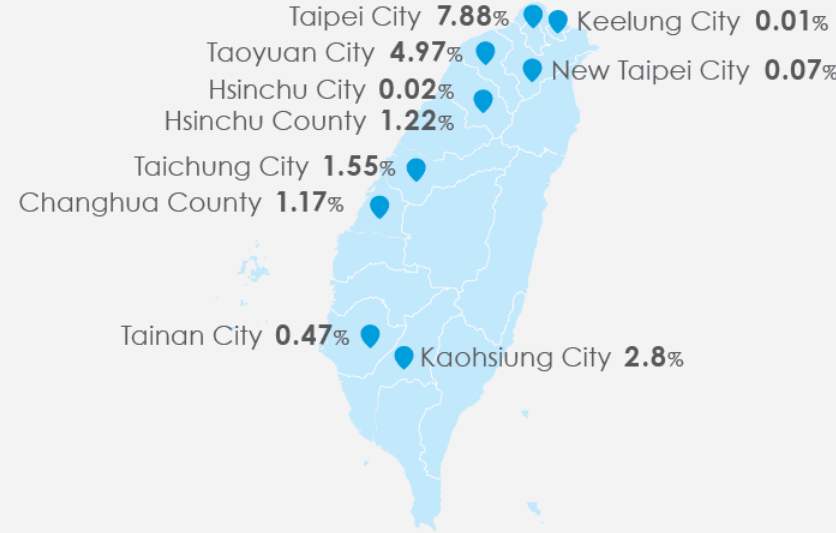 Taipei City 7.88%
Keelung City 0.01%
Taoyuan City 4.97%
New Taipei City 0.07%
Hsinchu City 0.02%
Hsinchu County 1.22%
Taichung City 1.55%
Changhua County 1.17%
Tainan City 0.47%
Kaohsiung City 2.8%